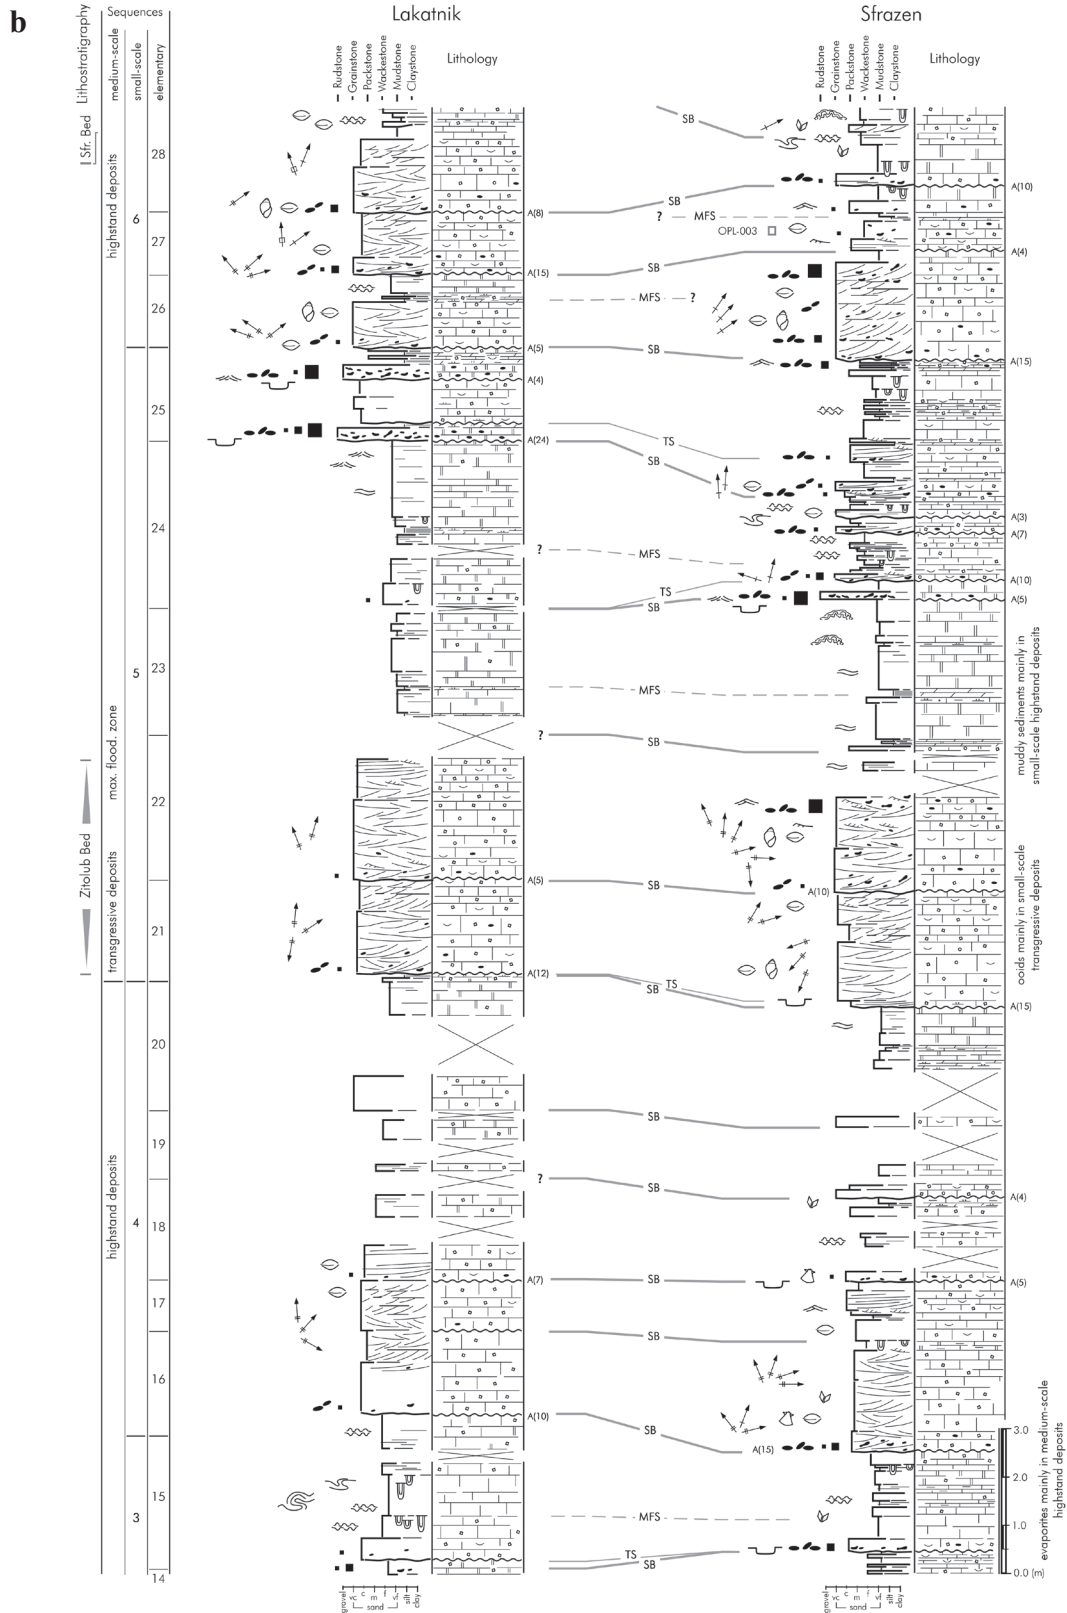 b
Lakatnik
Sfrazen
Lithostratigraphy
Sequences
medium-scale
small-scale
elementary
Rudstone
Grainstone
Packstone
Wackestone
Mudstone
Claystone
Lithology
Rudstone
Grainstone
Packstone
Wackestone
Mudstone
Claystone
Lithology
Sfr. Bed
highstand deposits
6
28
27
26
A(8)
A(15)
A(5)
SB
SB
? MFS
OPL-003
SB
MFS ?
SB
A(10)
A(4)
A(15)
5
25
24
23
22
21
max. flood. zone
transgressive deposits
Zitolub Bed
A(4)
A(24)
A(5)
A(12)
TS
SB
? MFS
TS
SB
MFS
? SB
SB
A(10)
SB TS
A(3)
A(7)
A(10)
A(5)
A(15)
muddy sediments mainly in
small-scale highstand deposits
ooids mainly in small-scale
transgressive deposits
highstand deposits
4
20
19
18
17
16
A(7)
A(10)
SB
? SB
SB
SB
SB
A(15)
A(4)
A(5)
3
15
14
MFS
TS
SB
3.0
2.0
1.0
0.0 (m)
evaporites mainly in medium-scale
highstand deposits
gravel
vc
c
m
f
vf
silt
clay
sand
gravel
vc
c
m
f
vf
silt
clay
sand